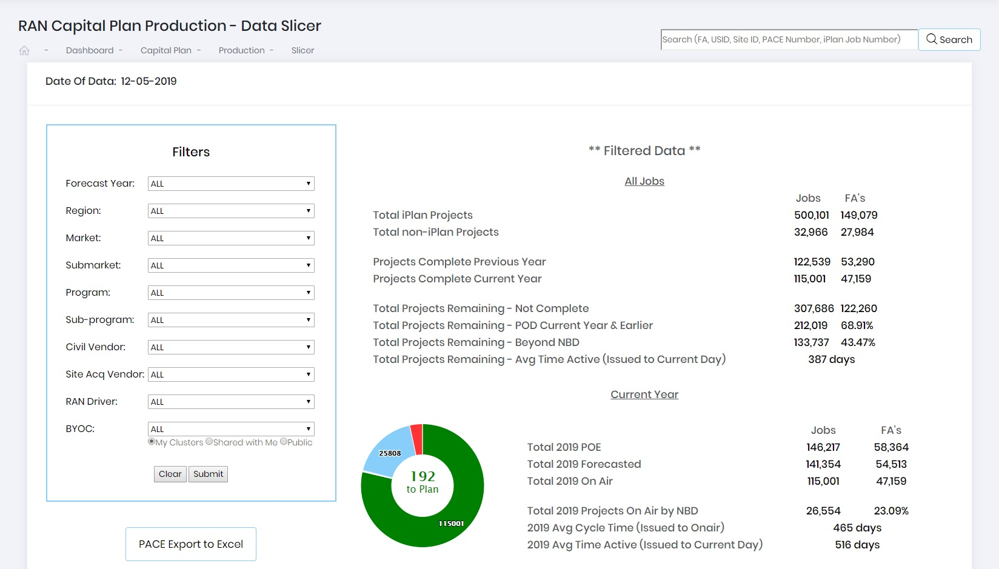 RAN Capital Plan Production - Data Slicer
- Dashboard - Capital Plan - Production - Slicer
Search (FA, USID, Site ID, PACE Number, iPlan Job Number)
Search
Date Of Data: 12-05-2019
Filters
Forecast Year: ALL
Region: ALL
Market: ALL
Submarket: ALL
Program: ALL
Sub-program: ALL
Civil Vendor: ALL
Site Acq Vendor: ALL
RAN Driver: ALL
BYOC: ALL
My Clusters Shared with Me Public
Clear Submit
PACE Export to Excel
** Filtered Data **
All Jobs
Jobs FA's
Total iPlan Projects 500,101 149,079
Total non-iPlan Projects 32,966 27,984
Projects Complete Previous Year 122,539 53,290
Projects Complete Current Year 115,001 47,159
Total Projects Remaining - Not Complete 307,686 122,260
Total Projects Remaining - POD Current Year & Earlier 212,019 68.91%
Total Projects Remaining - Beyond NBD 133,737 43.47%
Total Projects Remaining - Avg Time Active (Issued to Current Day) 387 days
Current Year
25808
192
to Plan
115001
Jobs FA's
Total 2019 POE 146,217 58,364
Total 2019 Forecasted 141,354 54,513
Total 2019 On Air 115,001 47,159
Total 2019 Projects On Air by NBD 26,554 23.09%
2019 Avg Cycle Time (Issued to Onair) 465 days
2019 Avg Time Active (Issued to Current Day) 516 days